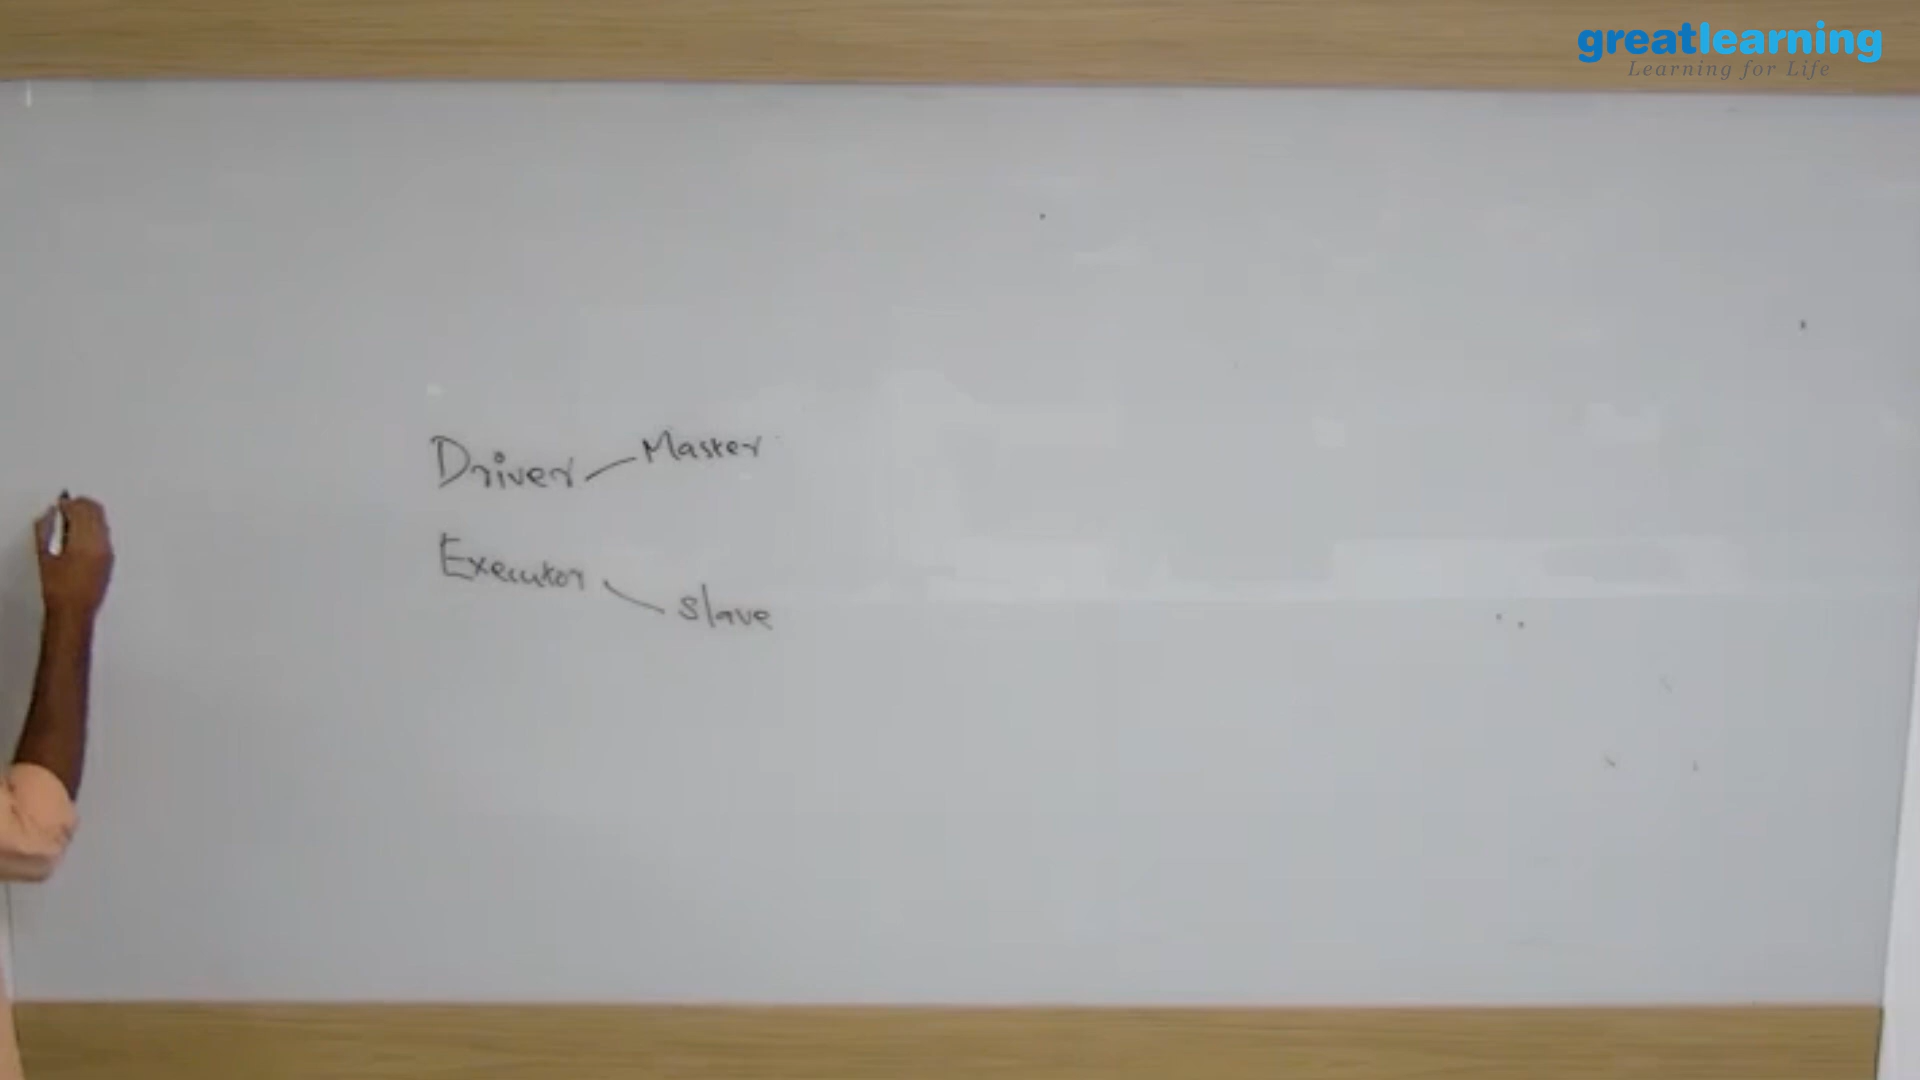 greatlearning
Learning for Life
Driver — Master
Executor — Slave